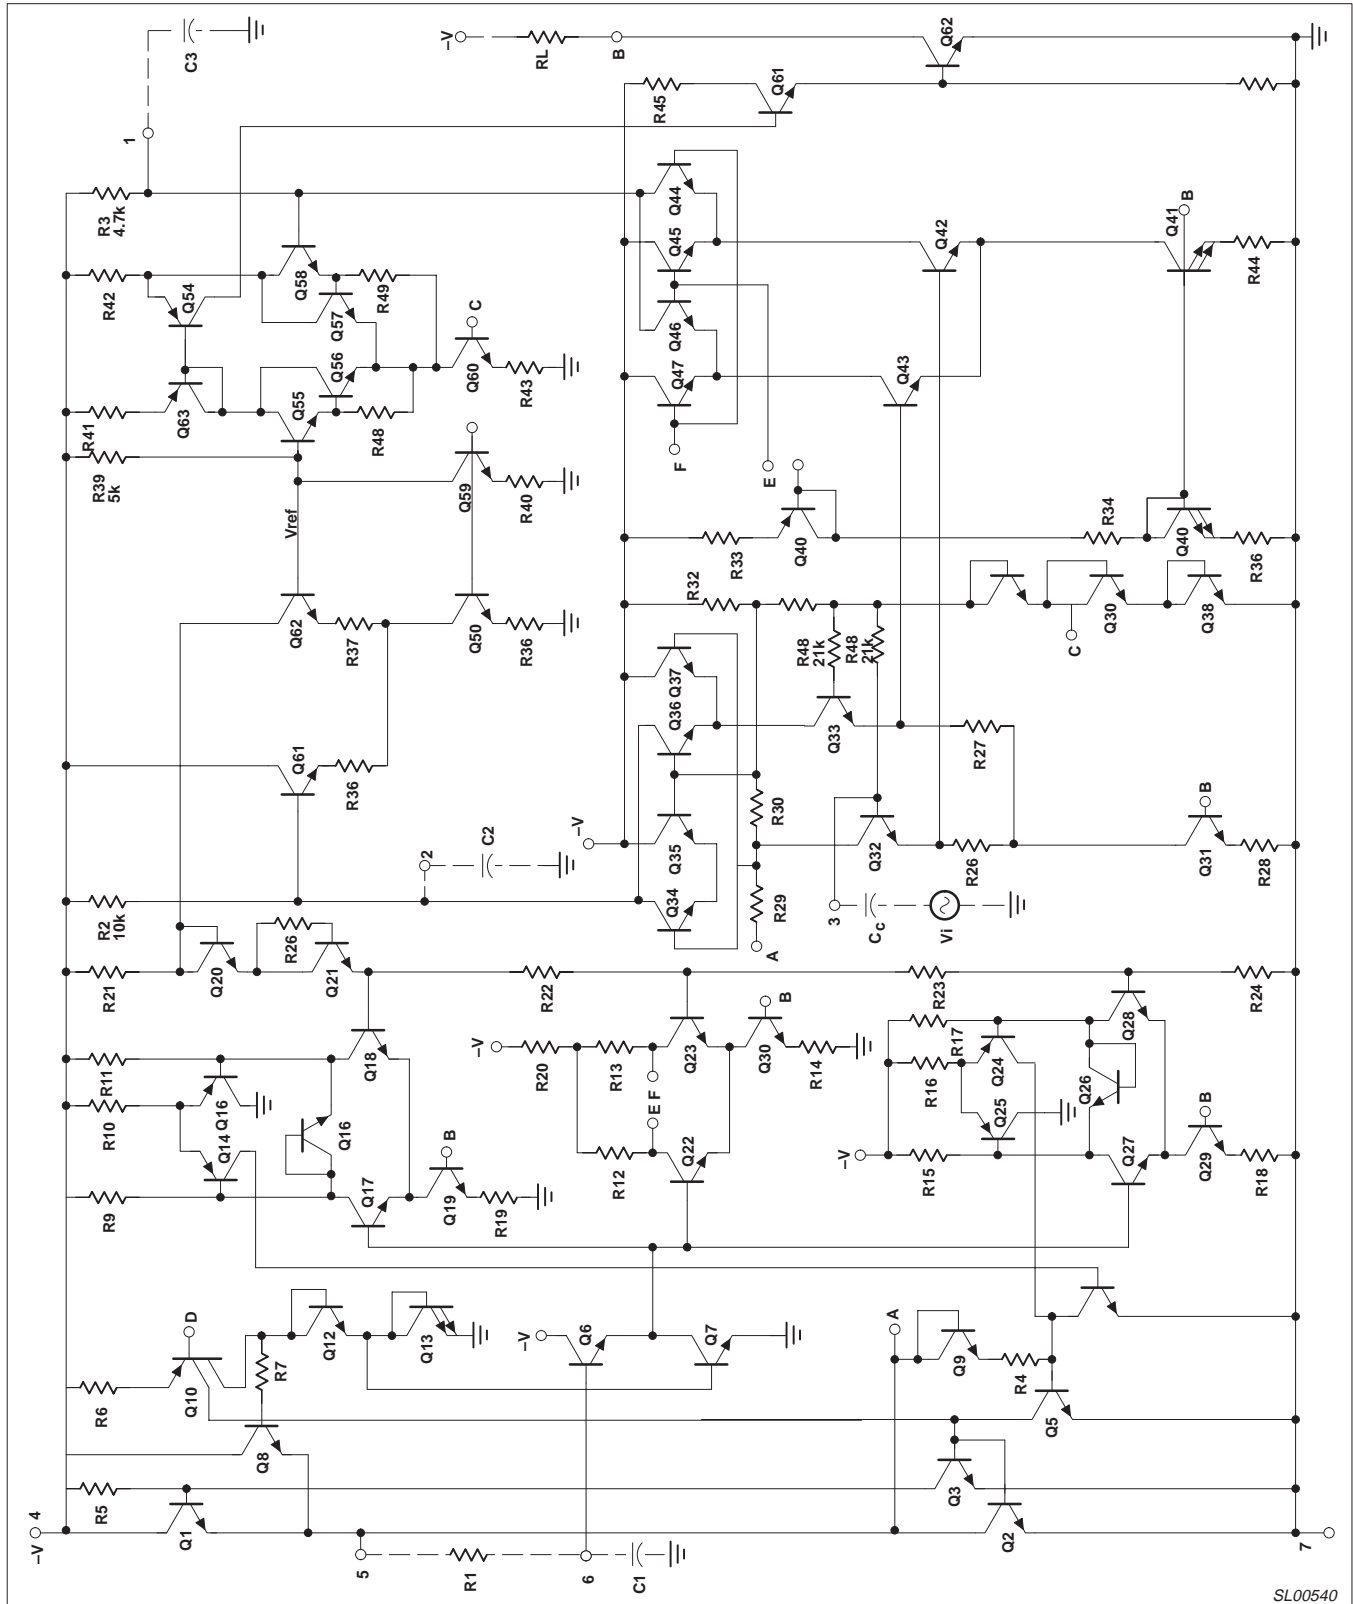 C3
1
–V
RL
B
Q62
R45
Q61
R3
4.7k
R42
Q54
Q58
R49
Q57
C
Q60
R43
Q44
Q45
Q46
Q47
Q42
Q43
Q41
B
R44
R41
Q63
Q55
Q56
R48
R39
5k
Vref
Q59
R40
F
E
R33
Q40
R34
Q40
R36
Q62
R37
Q50
R36
R32
R48
21k
R48
21k
C
Q30
Q38
Q61
R36
Q37
Q36
Q33
R27
–V
Q35
Q34
R30
R29
A
Q32
R26
Q31
B
R28
2
C2
3
CC
Vi
R2
10k
R21
Q20
R26
Q21
R22
R23
R24
R11
R10
Q16
Q14
Q18
Q16
–V
R20
R13
Q23
B
Q30
R14
F
E
R12
Q22
R17
R16
Q24
Q28
Q25
Q26
–V
R15
Q27
B
Q29
R18
R9
Q17
B
Q19
R19
D
Q12
Q13
–V
Q6
Q7
A
Q9
R4
R6
Q10
R7
Q5
Q8
R5
Q1
Q3
Q2
–V
4
5
R1
6
C1
7
SL00540